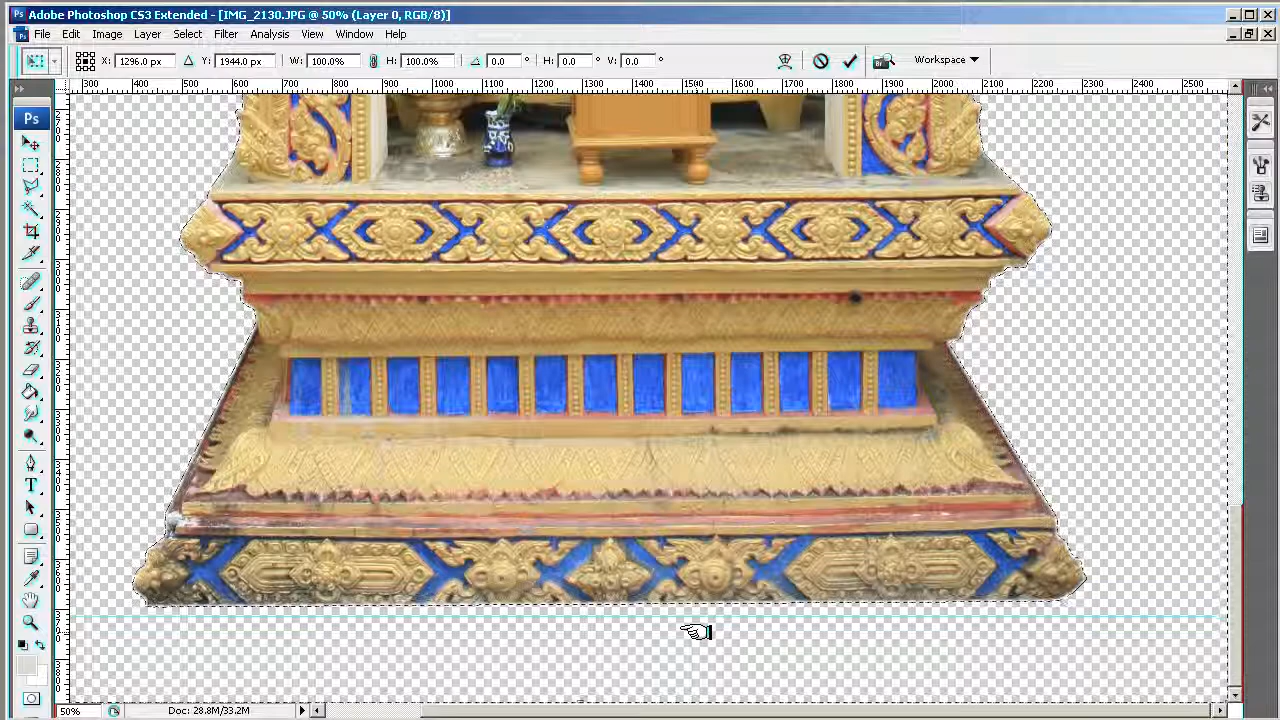 Adobe Photoshop CS3 Extended - [IMG_2130.JPG @ 50% (Layer 0, RGB/8)]
File Edit Image Layer Select Filter Analysis View Window Help
X: 1296.0 p Y: 1944.0 px W: 100.0% H: 100.0% 0.0 ° H: 0.0 ° V: 0.0 ° Workspace
300 400 500 600 700 800 900 1000 1100 1200 1300 1400 1500 1600 1700 1800 1900 2000 2100 2200 2300 2400 2500
Ps
T
50% Doc: 28.8M/33.2M